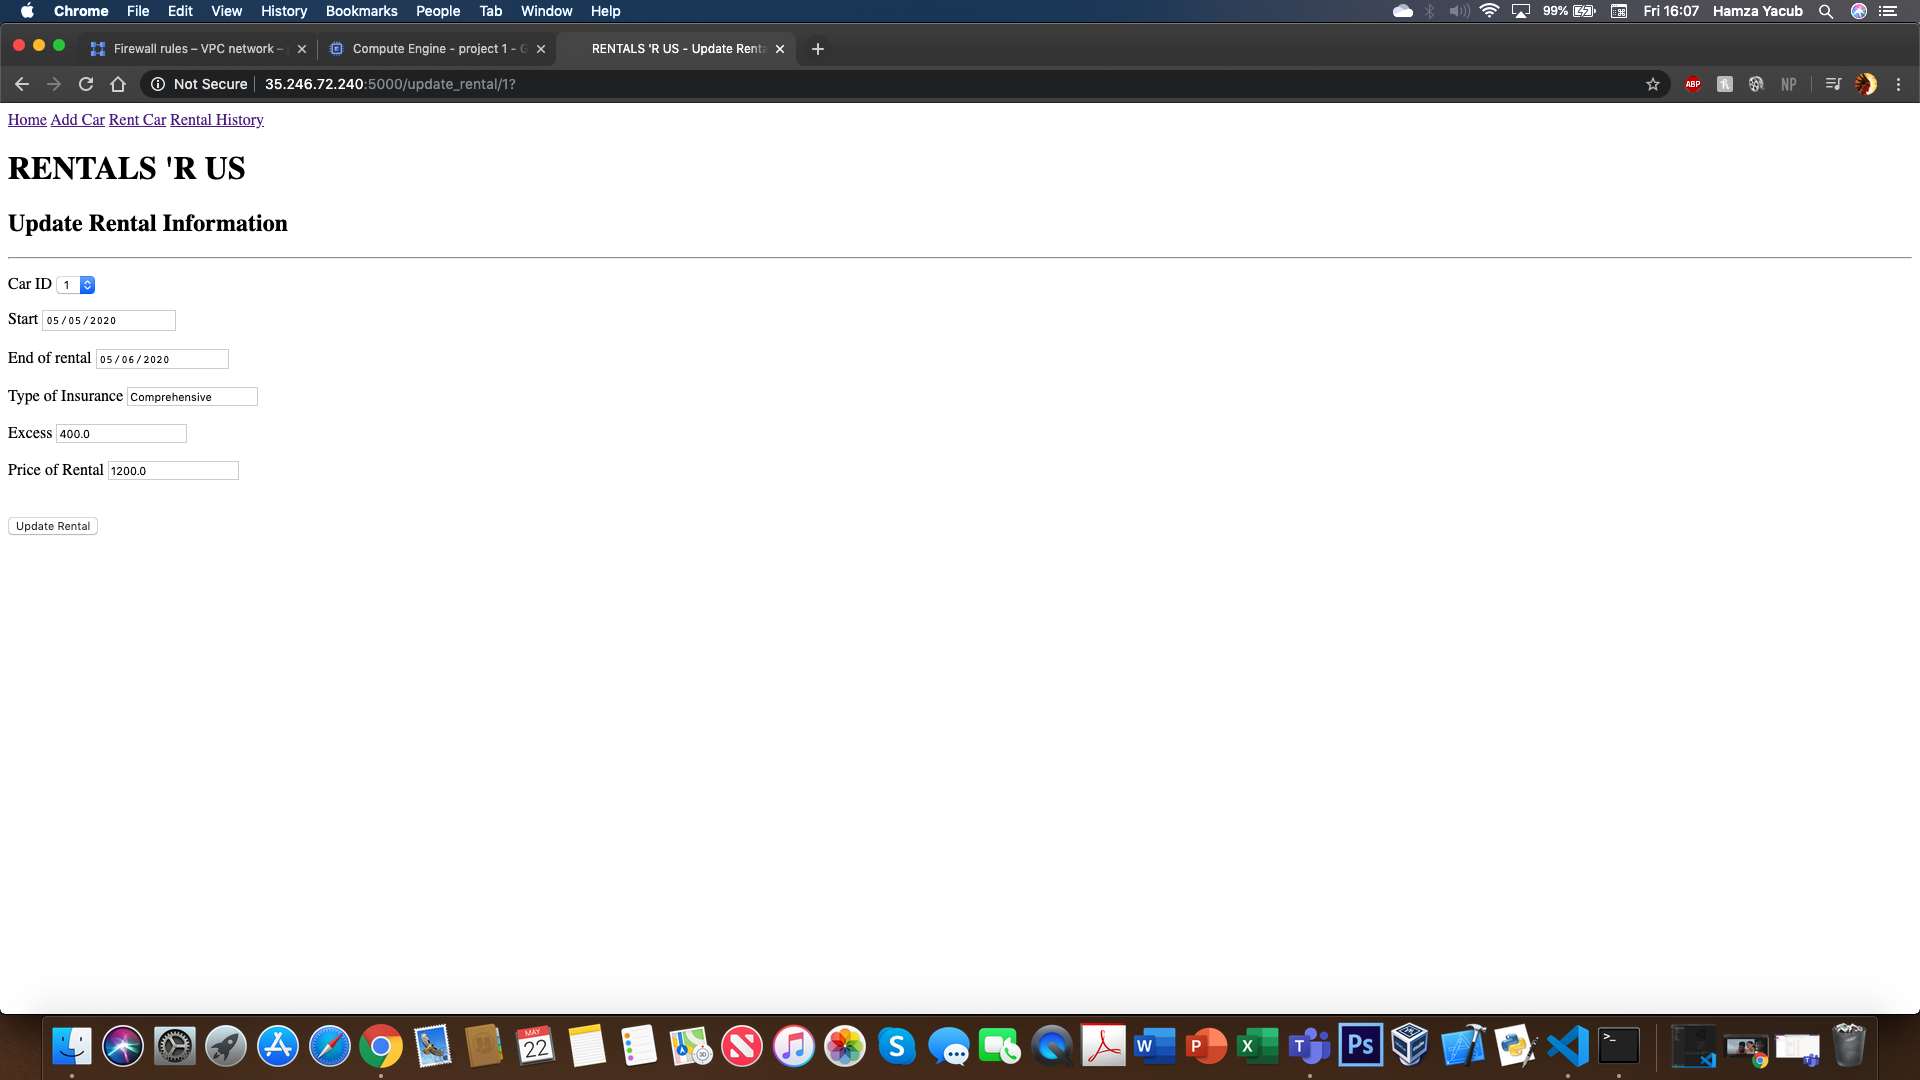 Chrome File Edit View History Bookmarks People Tab Window Help 99% Fri 16:07 Hamza Yacub
Firewall rules – VPC network – Compute Engine - project 1 - G RENTALS 'R US - Update Renta
Not Secure 35.246.72.240:5000/update_rental/1? ABP NP
Home Add Car Rent Car Rental History
RENTALS 'R US
Update Rental Information
Car ID 1
Start 05/05/2020
End of rental 05/06/2020
Type of Insurance Comprehensive
Excess 400.0
Price of Rental 1200.0
Update Rental
MAY
22
3D
S
W
P
X
T
Ps
>_